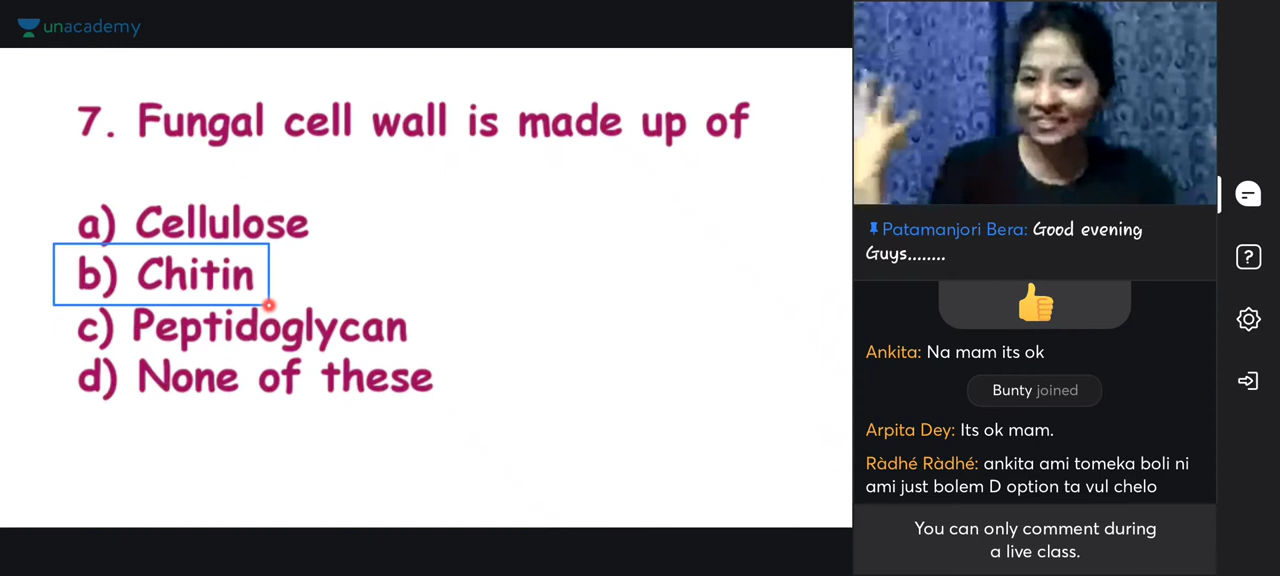 unacademy
7. Fungal cell wall is made up of
a) Cellulose
b) Chitin
c) Peptidoglycan
d) None of these
Patamanjori Bera: Good evening
Guys........
Ankita: Na mam its ok
Bunty joined
Arpita Dey: Its ok mam.
Ràdhé Ràdhé: ankita ami tomeka boli ni
ami just bolem D option ta vul chelo
You can only comment during
a live class.